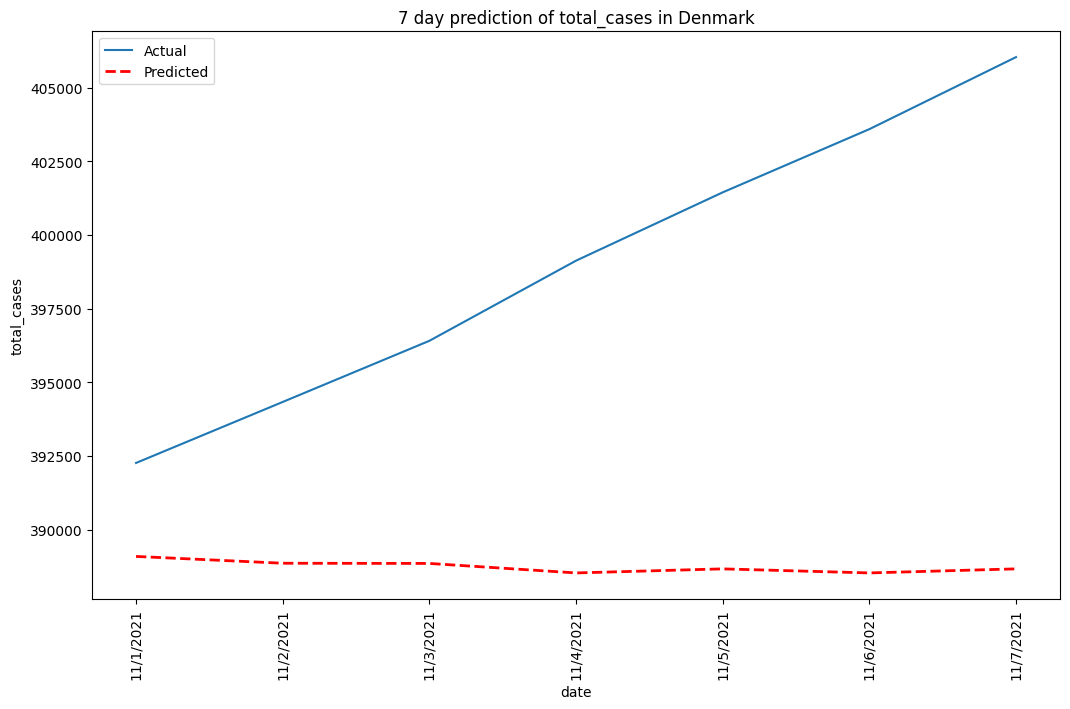 7 day prediction of total_cases in Denmark
Actual
Predicted
405000
402500
400000
397500
395000
392500
390000
total_cases
11/1/2021
11/2/2021
11/3/2021
11/4/2021
11/5/2021
11/6/2021
11/7/2021
date